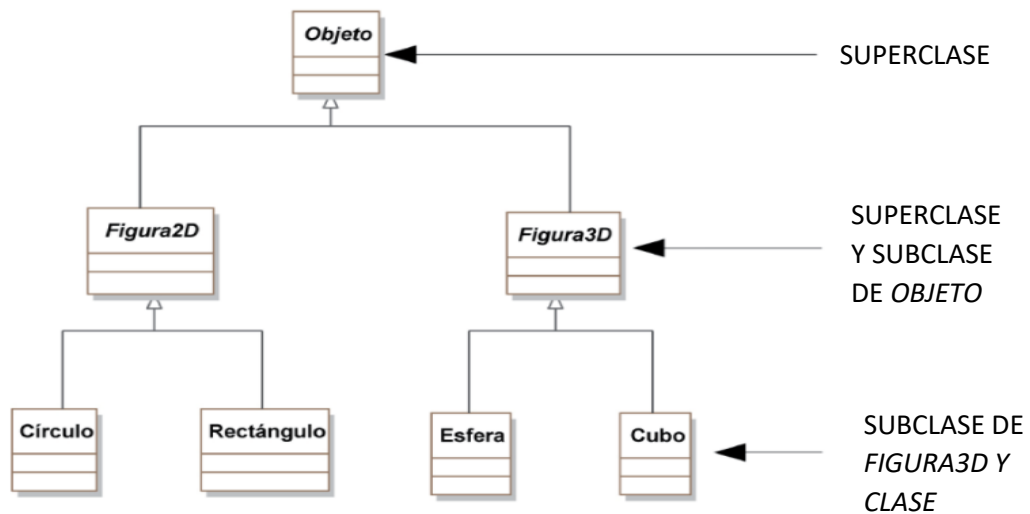 Objeto
SUPERCLASE
Figura2D
Figura3D
SUPERCLASE
Y SUBCLASE
DE OBJETO
Círculo
Rectángulo
Esfera
Cubo
SUBCLASE DE
FIGURA3D Y
CLASE